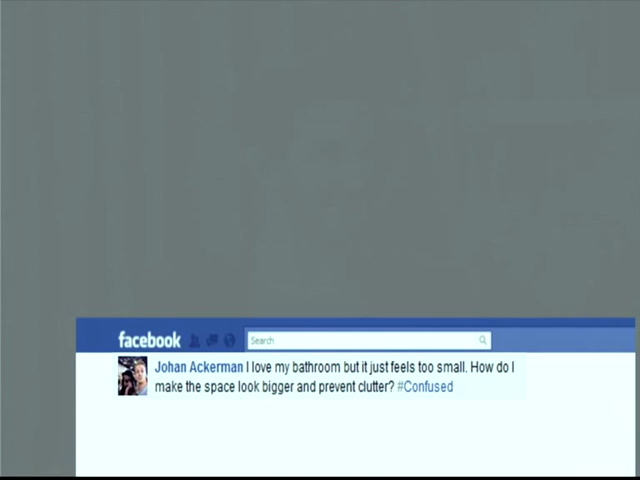 facebook
Search
Johan Ackerman I love my bathroom but it just feels too small. How do I
make the space look bigger and prevent clutter? #Confused